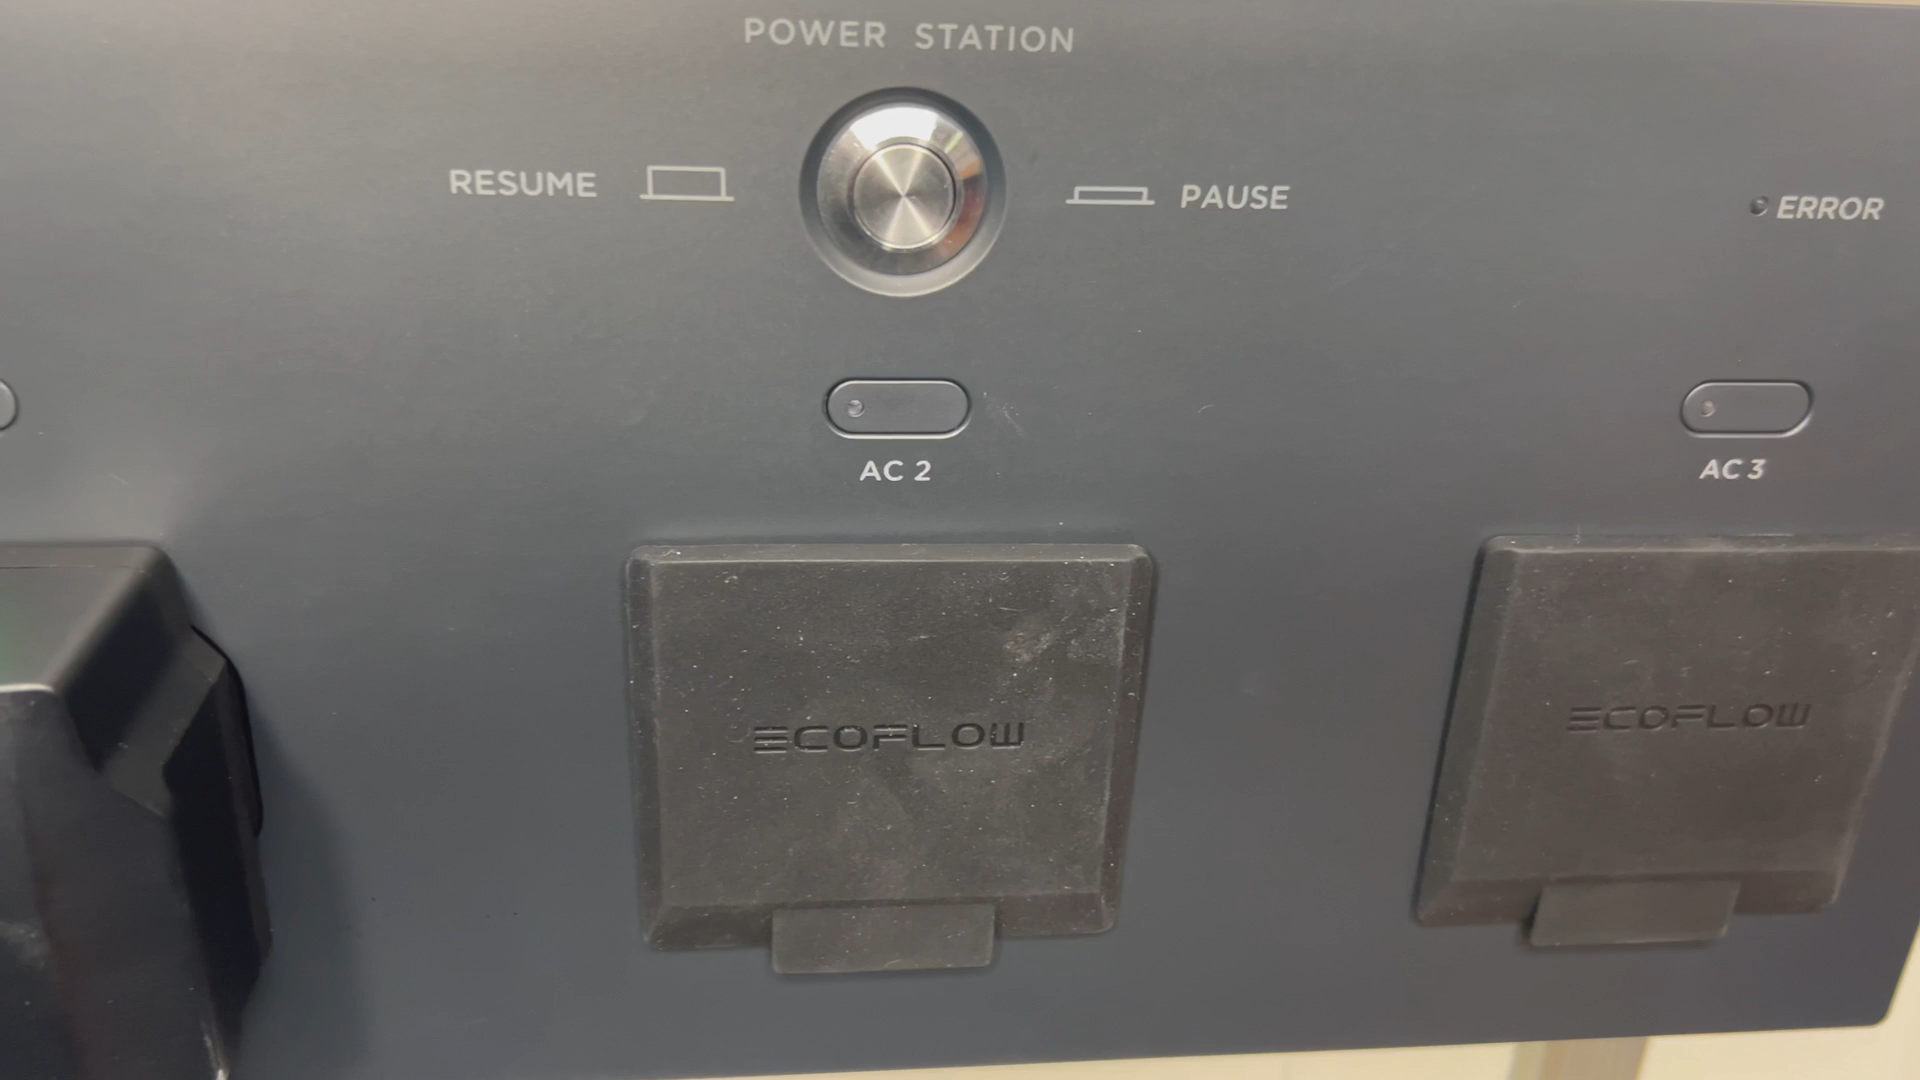 POWER STATION
RESUME
PAUSE
ERROR
AC 2
AC 3
ECOFLOW
ECOFLOW